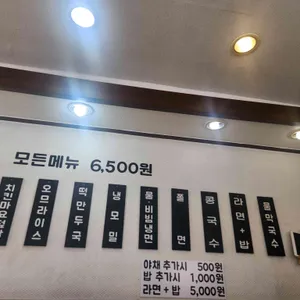 모든메뉴 6,500원
치킨마요덮밥
오므라이스
떡만두국
냉모밀
물비빔냉면
쫄면
콩국수
라면+밥
물막국수
야채 추가시 500원
밥 추가시 1,000원
라면+밥 5,000원